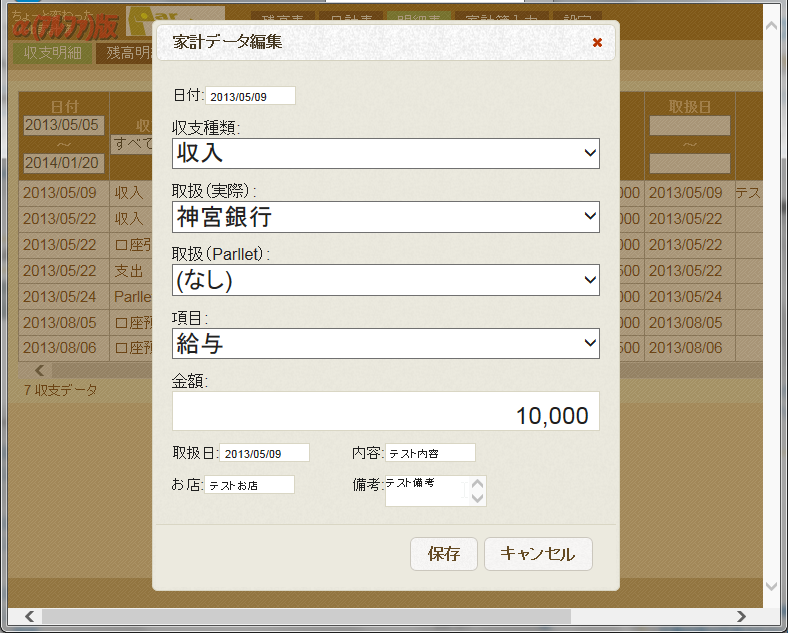 ちょっと変わった
α(アルファ)版
残高表
日計表
明細表
家計簿入力
設定
収支明細
残高明
日付
2013/05/05
～
2014/01/20
収
すべて
取扱日
～
2013/05/09 収入
2013/05/22 収入
2013/05/22 口座引
2013/05/22 支出
2013/05/24 Parlle
2013/08/05 口座預
2013/08/06 口座預
000 2013/05/09 テス
000 2013/05/22
000 2013/05/22
500 2013/05/22
000 2013/05/24
000 2013/08/05
500 2013/08/06
7 収支データ
家計データ編集
日付: 2013/05/09
収支種類:
収入
取扱(実際):
神宮銀行
取扱(Parllet):
(なし)
項目:
給与
金額:
10,000
取扱日: 2013/05/09 内容: テスト内容
お店: テストお店 備考: テスト備考
保存 キャンセル